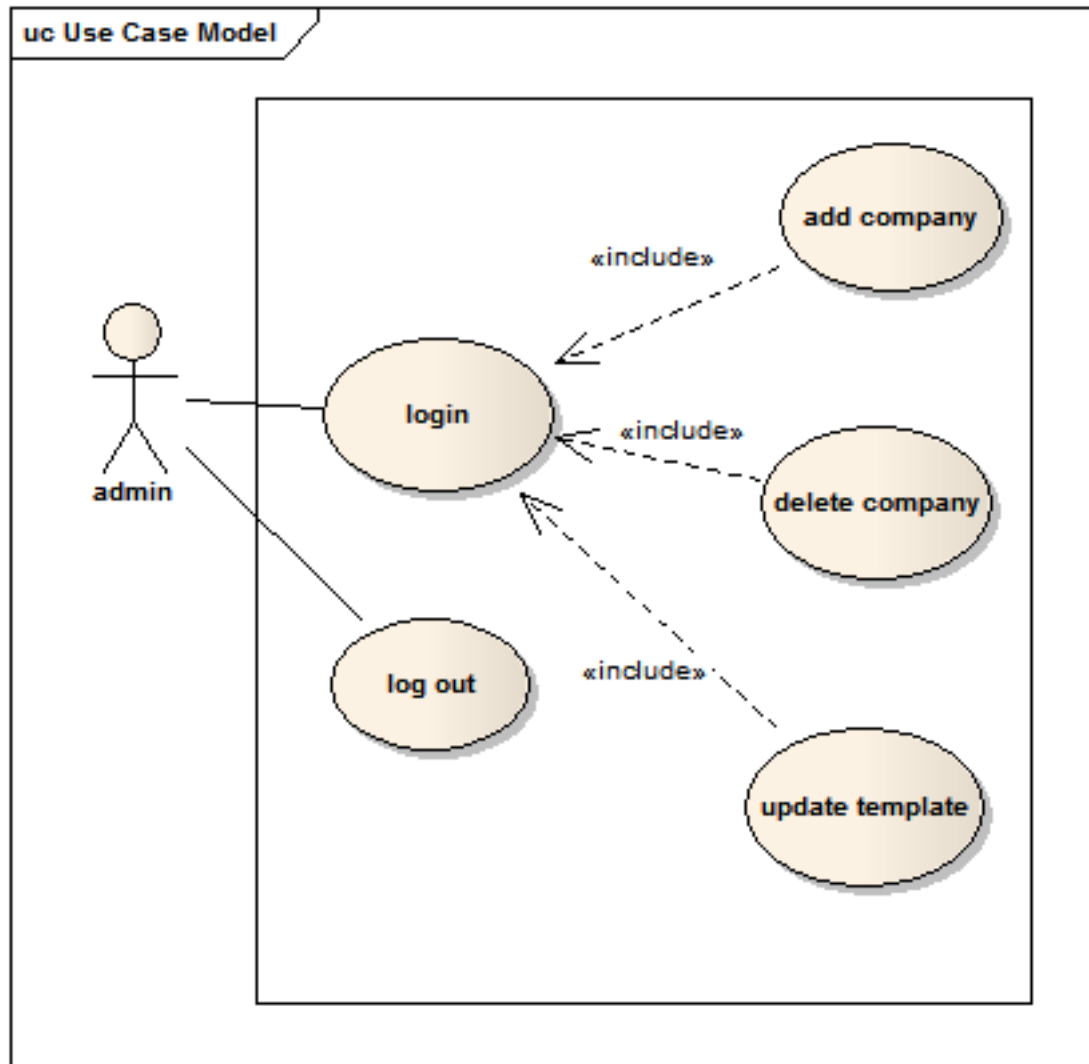 uc Use Case Model
add company
«include»
login
«include»
delete company
admin
log out
«include»
update template